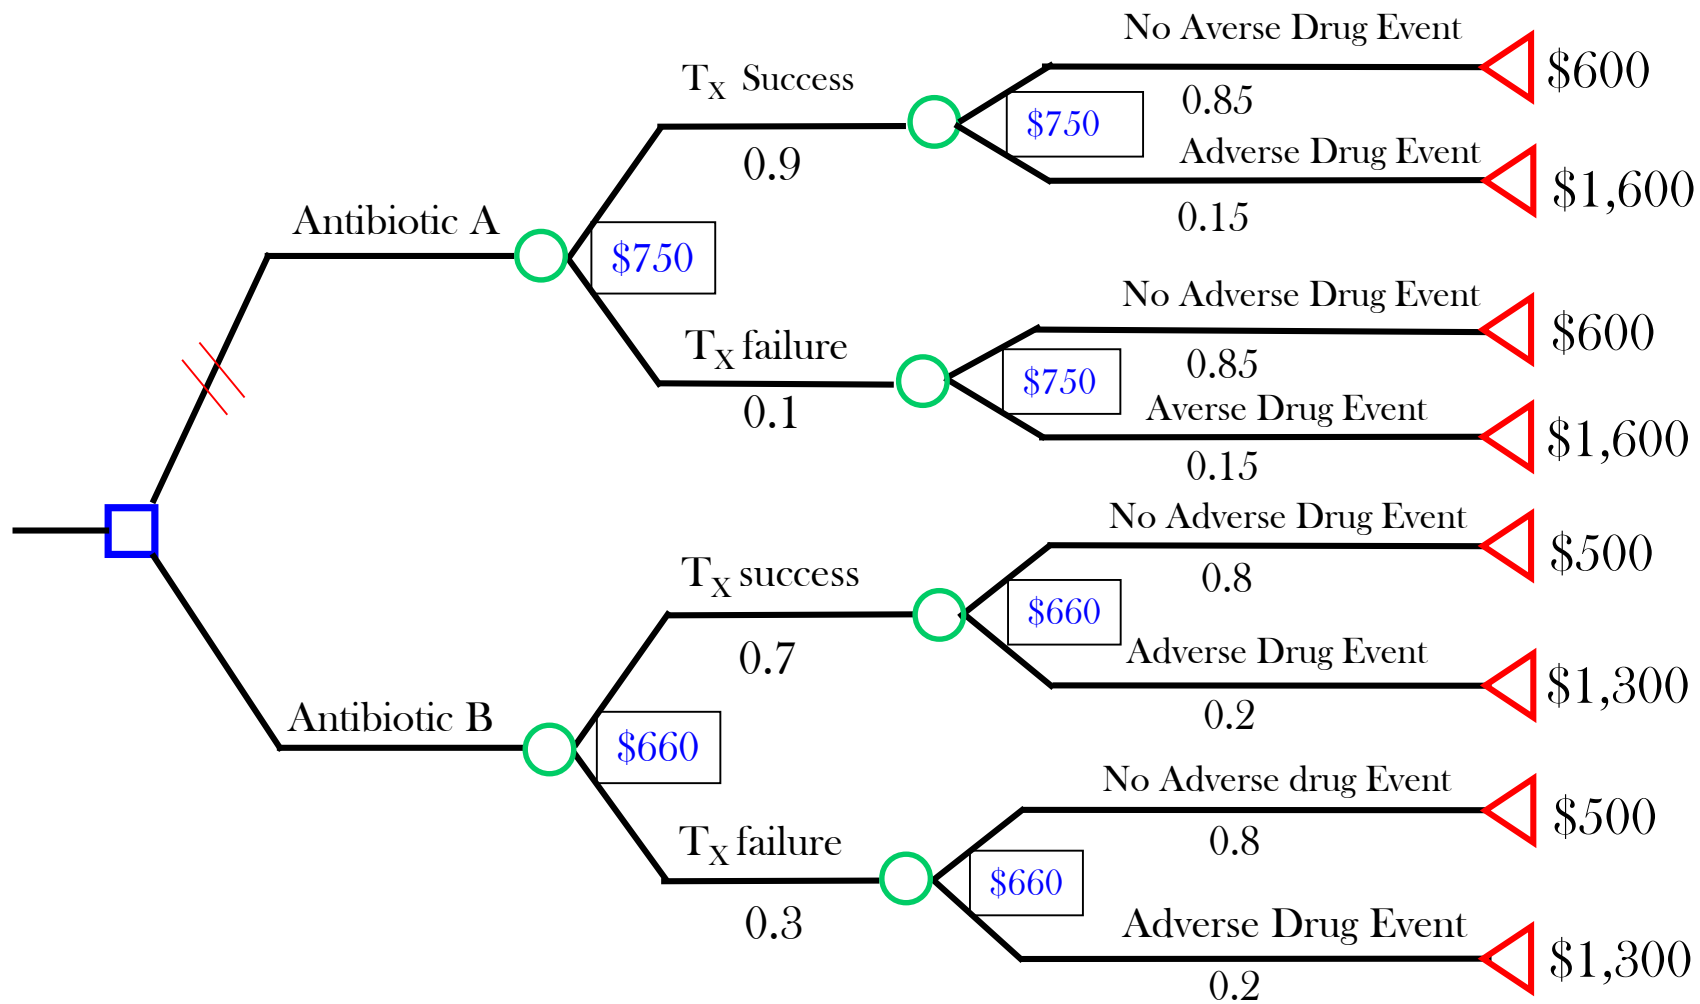 No Averse Drug Event
$600
0.85
T_X Success
$750
0.9
Adverse Drug Event
$1,600
0.15
Antibiotic A
$750
No Adverse Drug Event
$600
0.85
T_X failure
$750
0.1
Averse Drug Event
$1,600
0.15
No Adverse Drug Event
$500
0.8
T_X success
$660
0.7
Adverse Drug Event
$1,300
0.2
Antibiotic B
$660
No Adverse drug Event
$500
0.8
T_X failure
$660
0.3
Adverse Drug Event
$1,300
0.2